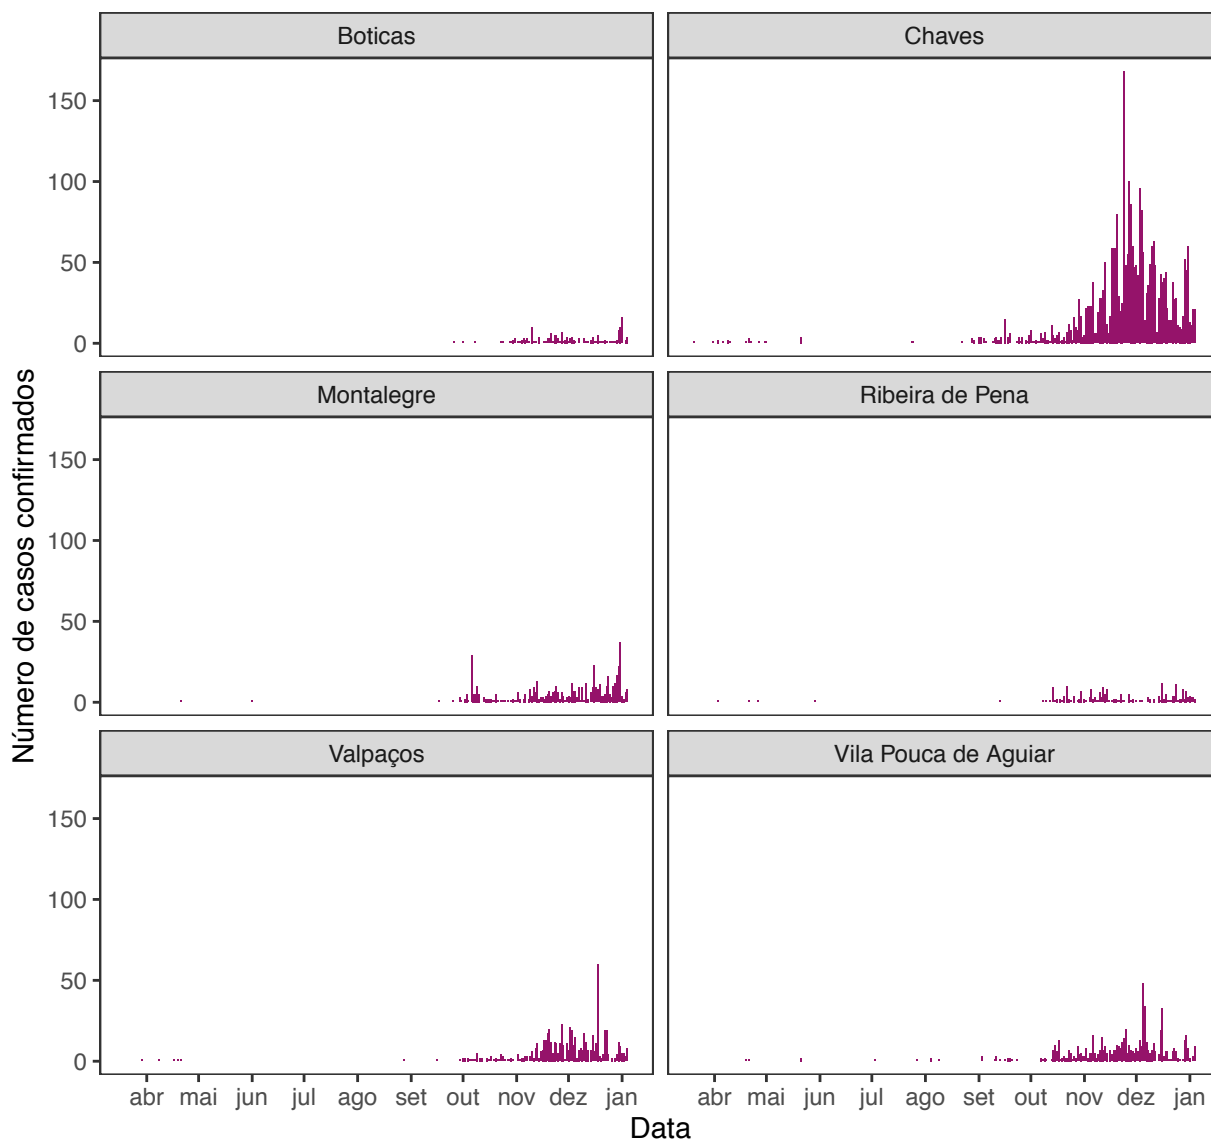 Boticas
Chaves
150
100
50
0
Montalegre
Ribeira de Pena
150
100
50
0
Número de casos confirmados
Valpaços
Vila Pouca de Aguiar
150
100
50
0
abr mai jun jul ago set out nov dez jan
abr mai jun jul ago set out nov dez jan
Data